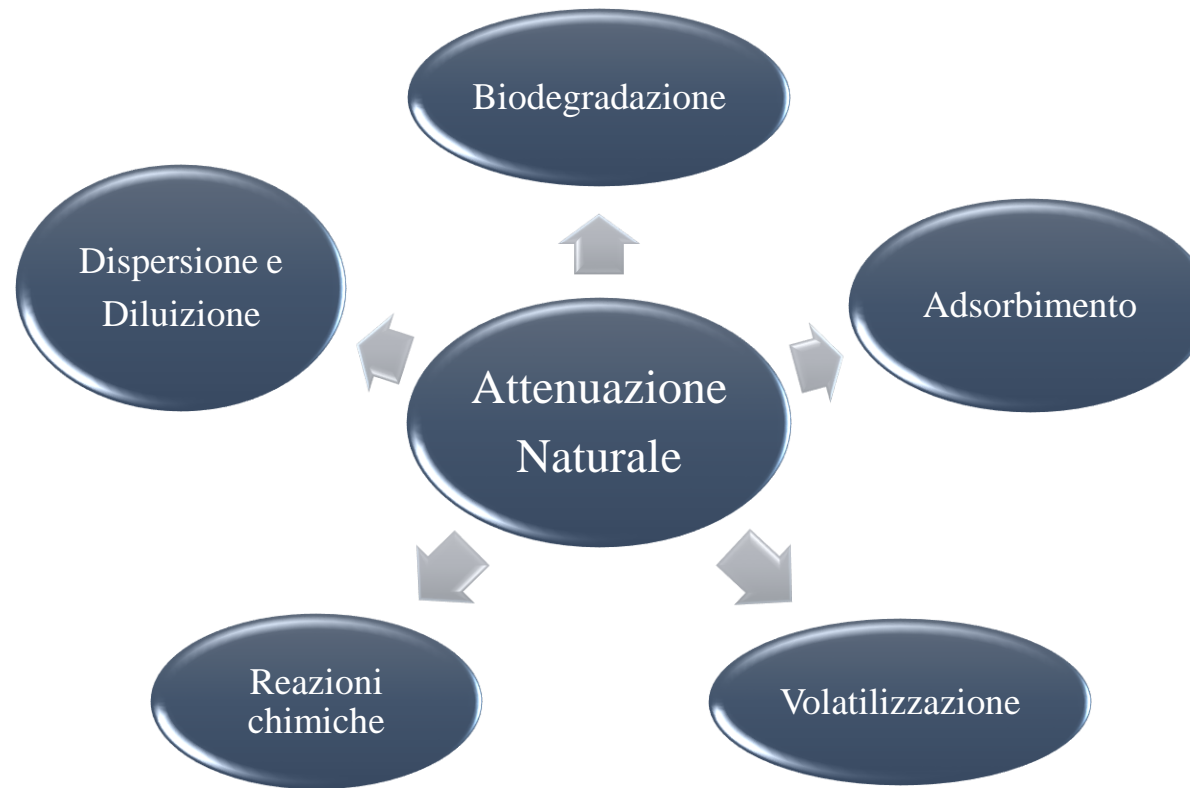 Biodegradazione
Dispersione e
Diluizione
Adsorbimento
Attenuazione
Naturale
Reazioni
chimiche
Volatilizzazione